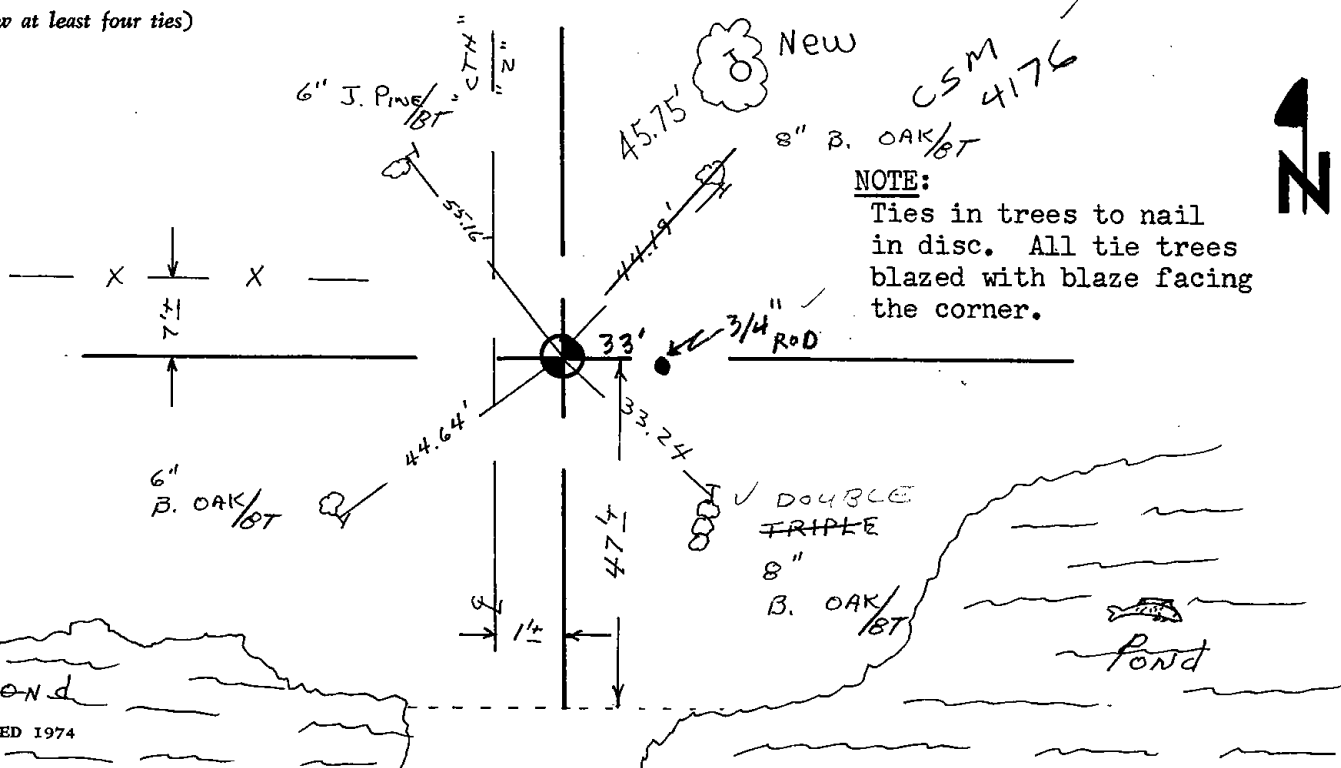 at least four ties)
"CTH "Z"
New
CSM
4176
6" J. PINE/BT
45.75'
8" B. OAK/BT
N
NOTE:
Ties in trees to nail
in disc. All tie trees
blazed with blaze facing
the corner.
55.16'
44.19'
X X
7'±
33'
3/4"
ROD
44.64'
33.24
6"
B. OAK/BT
DOUBLE
TRIPLE
8"
B. OAK/BT
47'±
1'±
Pond
ED 1974